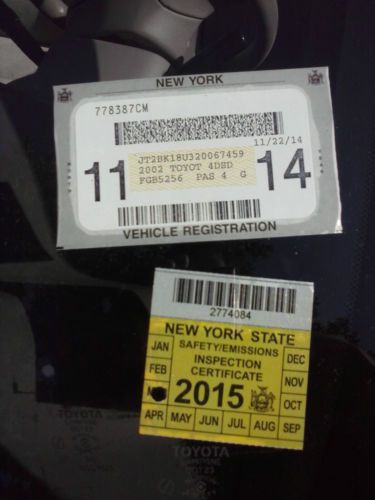 NEW YORK
778387CM
11/22/14
11 14
JT2BK18U320067459
2002 TOYOT 4DSD
FGB5256 PAS 4 G
VEHICLE REGISTRATION
2774084
NEW YORK STATE
SAFETY/EMISSIONS
INSPECTION
CERTIFICATE
2015
JAN
FEB
APR MAY JUN JUL AUG SEP
OCT
NOV
DEC
TOYOTA
TOYOTA